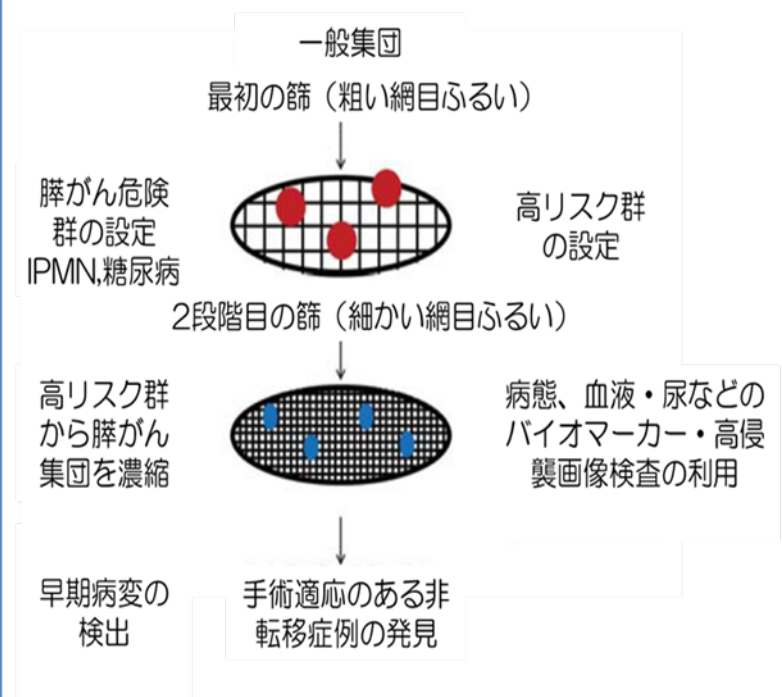 一般集団
最初の篩（粗い網目ふるい）
膵がん危険
群の設定
IPMN,糖尿病
高リスク群
の設定
2段階目の篩（細かい網目ふるい）
高リスク群
から膵がん
集団を濃縮
病態、血液・尿などの
バイオマーカー・高侵
襲画像検査の利用
早期病変の
検出
手術適応のある非
転移症例の発見